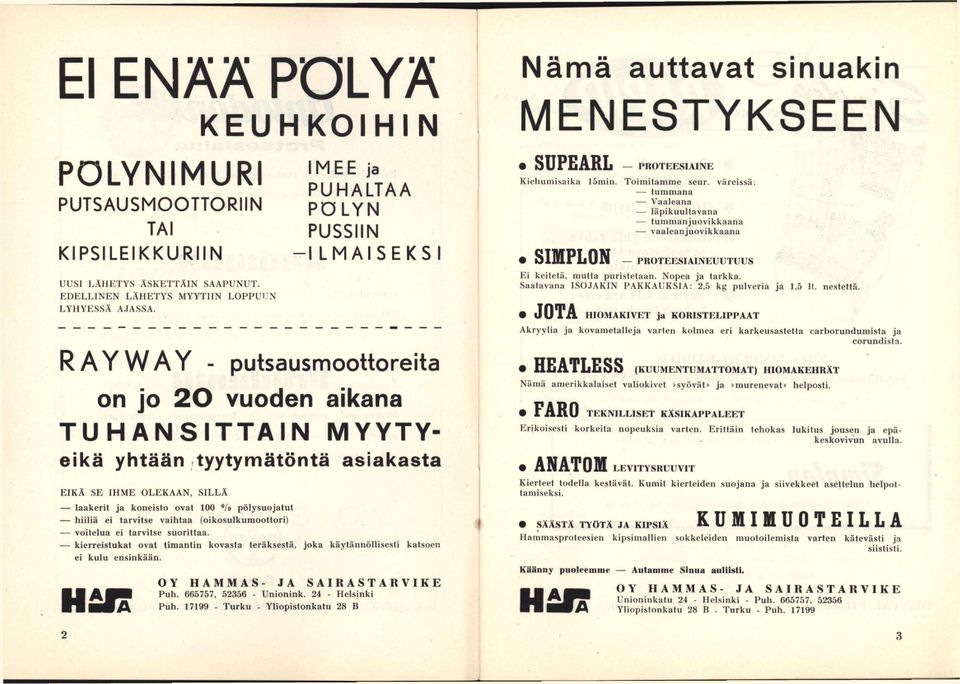 EI ENÄÄ PÖLYÄ
KEUHKOIHIN
PÖLYNIMURI
PUTSAUSMOOTTORIIN
TAI
KIPSILEIKKURIIN
IMEE ja
PUHALTAA
PÖLYN
PUSSIIN
—ILMAISEKSI
UUSI LÄHETYS ÄSKETTÄIN SAAPUNUT.
EDELLINEN LÄHETYS MYYTIIN LOPPUUN
LYHYESSÄ AJASSA.
RAYWAY - putsausmoottoreita
on jo 20 vuoden aikana
TUHANSITTAIN MYYTY-
eikä yhtään tyytymätöntä asiakasta
EIKÄ SE IHME OLEKAAN, SILLÄ
— laakerit ja koneisto ovat 100 % pölysuojatut
— hiiliä ei tarvitse vaihtaa (oikosulkumoottori)
— voitelua ei tarvitse suorittaa.
— kierreistukat ovat timantin kovasta teräksestä, joka käytännöllisesti katsoen
ei kulu ensinkään.
HASA
OY HAMMAS- JA SAIRASTARVIKE
Puh. 665757, 52356 - Unionink. 24 - Helsinki
Puh. 17199 - Turku - Yliopistonkatu 28 B
2
Nämä auttavat sinuakin
MENESTYKSEEN
• SUPEARL — PROTEESIAINE
Kiehumisaika 15min. Toimitamme seur. väreissä:
— tummana
— Vaaleana
— läpikuultavana
— tummanjuovikkaana
— vaaleanjuovikkaana
• SIMPLON — PROTEESIAINEUUTUUS
Ei keitetä, mutta puristetaan. Nopea ja tarkka.
Saatavana ISOJAKIN PAKKAUKSIA: 2,5 kg pulveria ja 1,5 lt. nestettä.
• JOTA HIOMAKIVET ja KORISTELIPPAAT
Akryylia ja kovametalleja varten kolmea eri karkeusastetta carborundumista ja
corundista.
• HEATLESS (KUUMENTUMATTOMAT) HIOMAKEHRÄT
Nämä amerikkalaiset valiokivet »syövät» ja »murenevat» helposti.
• FARO TEKNILLISET KÄSIKAPPALEET
Erikoisesti korkeita nopeuksia varten. Erittäin tehokas lukitus jousen ja epä-
keskovivun avulla.
• ANATOM LEVITYSRUUVIT
Kierteet todella kestävät. Kumit kierteiden suojana ja siivekkeet asettelun helpot-
tamiseksi.
• SÄÄSTÄ TYÖTÄ JA KIPSIÄ KUMIMUOTEILLA
Hammasproteesien kipsimallien sokkeleiden muotoilemista varten kätevästi ja
siististi.
Käänny puoleemme — Autamme Sinua auliisti.
HASA
OY HAMMAS- JA SAIRASTARVIKE
Unioninkatu 24 - Helsinki - Puh. 665757, 52356
Yliopistonkatu 28 B - Turku - Puh. 17199
3